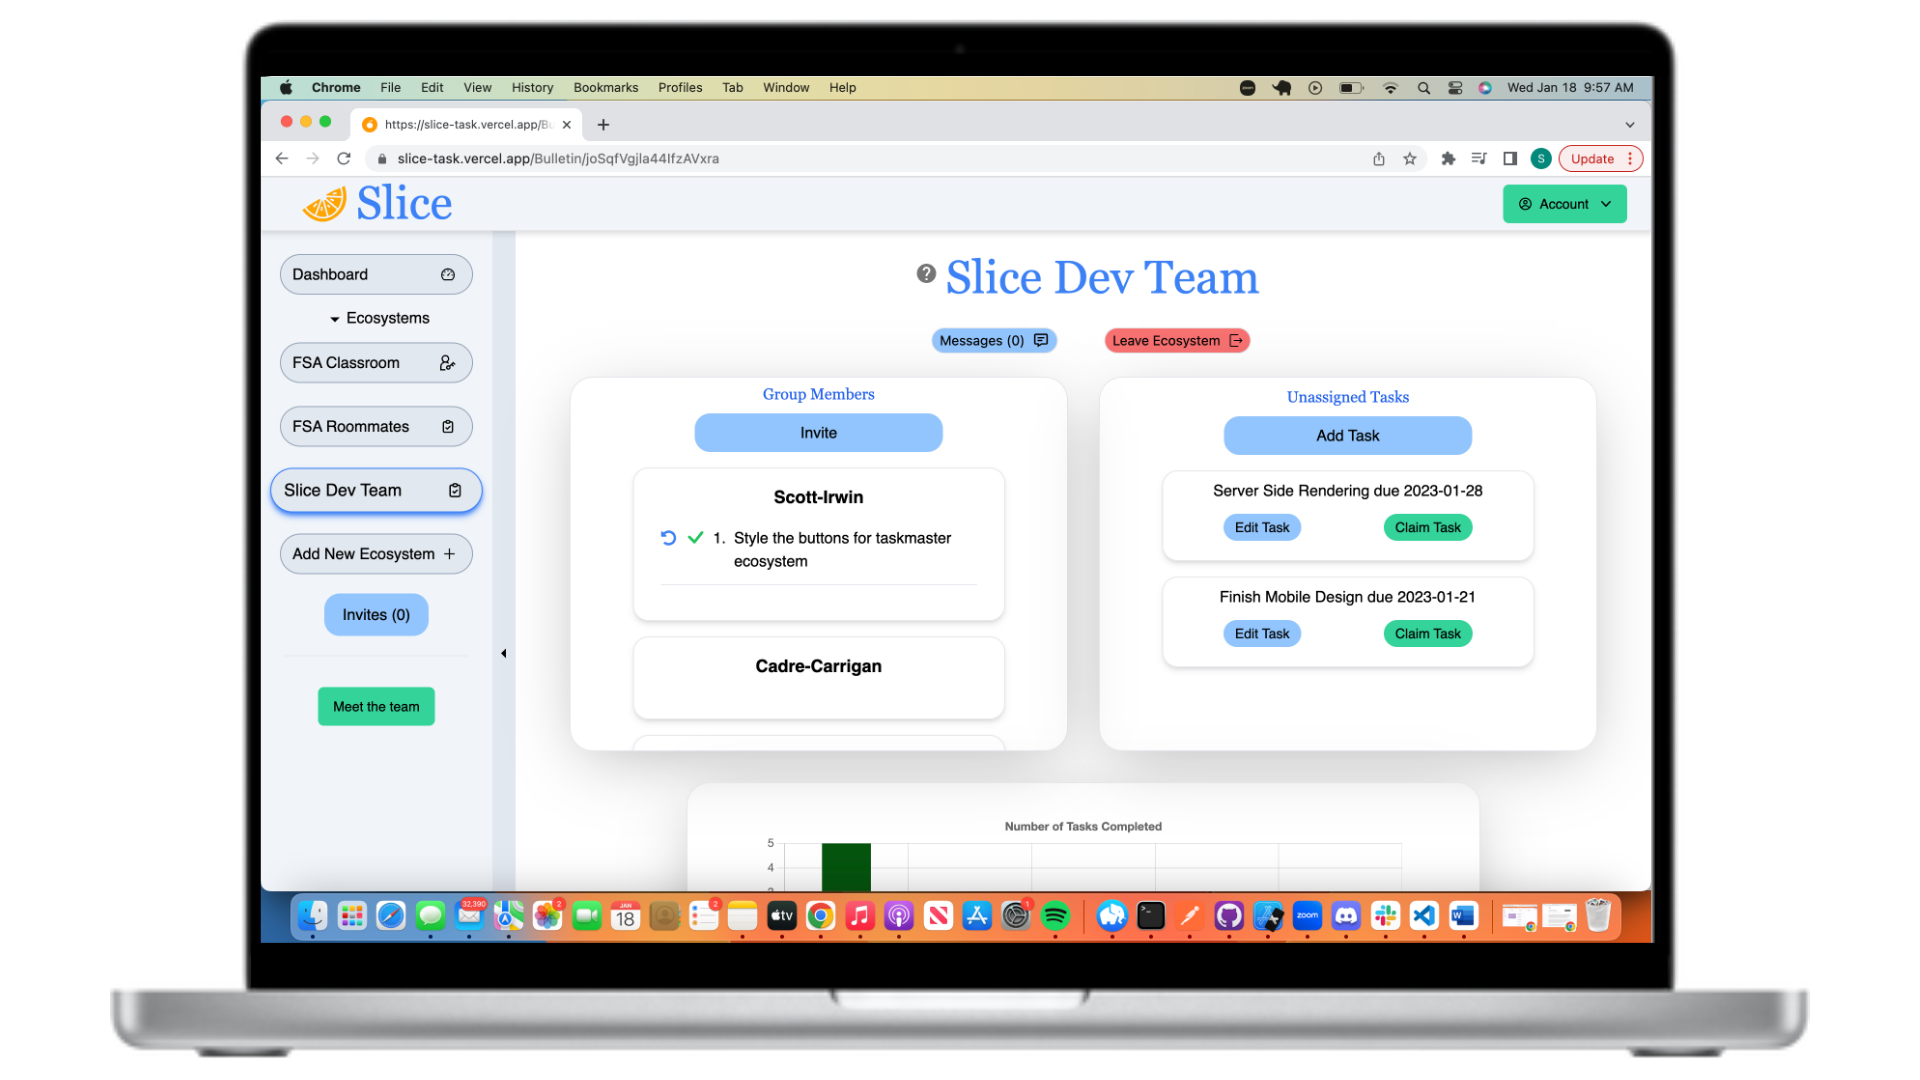 Chrome File Edit View History Bookmarks Profiles Tab Window Help
Wed Jan 18 9:57 AM
https://slice-task.vercel.app/Bu
slice-task.vercel.app/Bulletin/joSqfVgjla44lfzAVxra
S
Update
Slice
Account
Dashboard
Ecosystems
FSA Classroom
FSA Roommates
Slice Dev Team
Add New Ecosystem +
Invites (0)
Meet the team
Slice Dev Team
Messages (0)
Leave Ecosystem
Group Members
Invite
Scott-Irwin
1. Style the buttons for taskmaster
ecosystem
Cadre-Carrigan
Unassigned Tasks
Add Task
Server Side Rendering due 2023-01-28
Edit Task
Claim Task
Finish Mobile Design due 2023-01-21
Edit Task
Claim Task
Number of Tasks Completed
5
4
32,390
2
JAN
18
2
tv
1
zoom
W